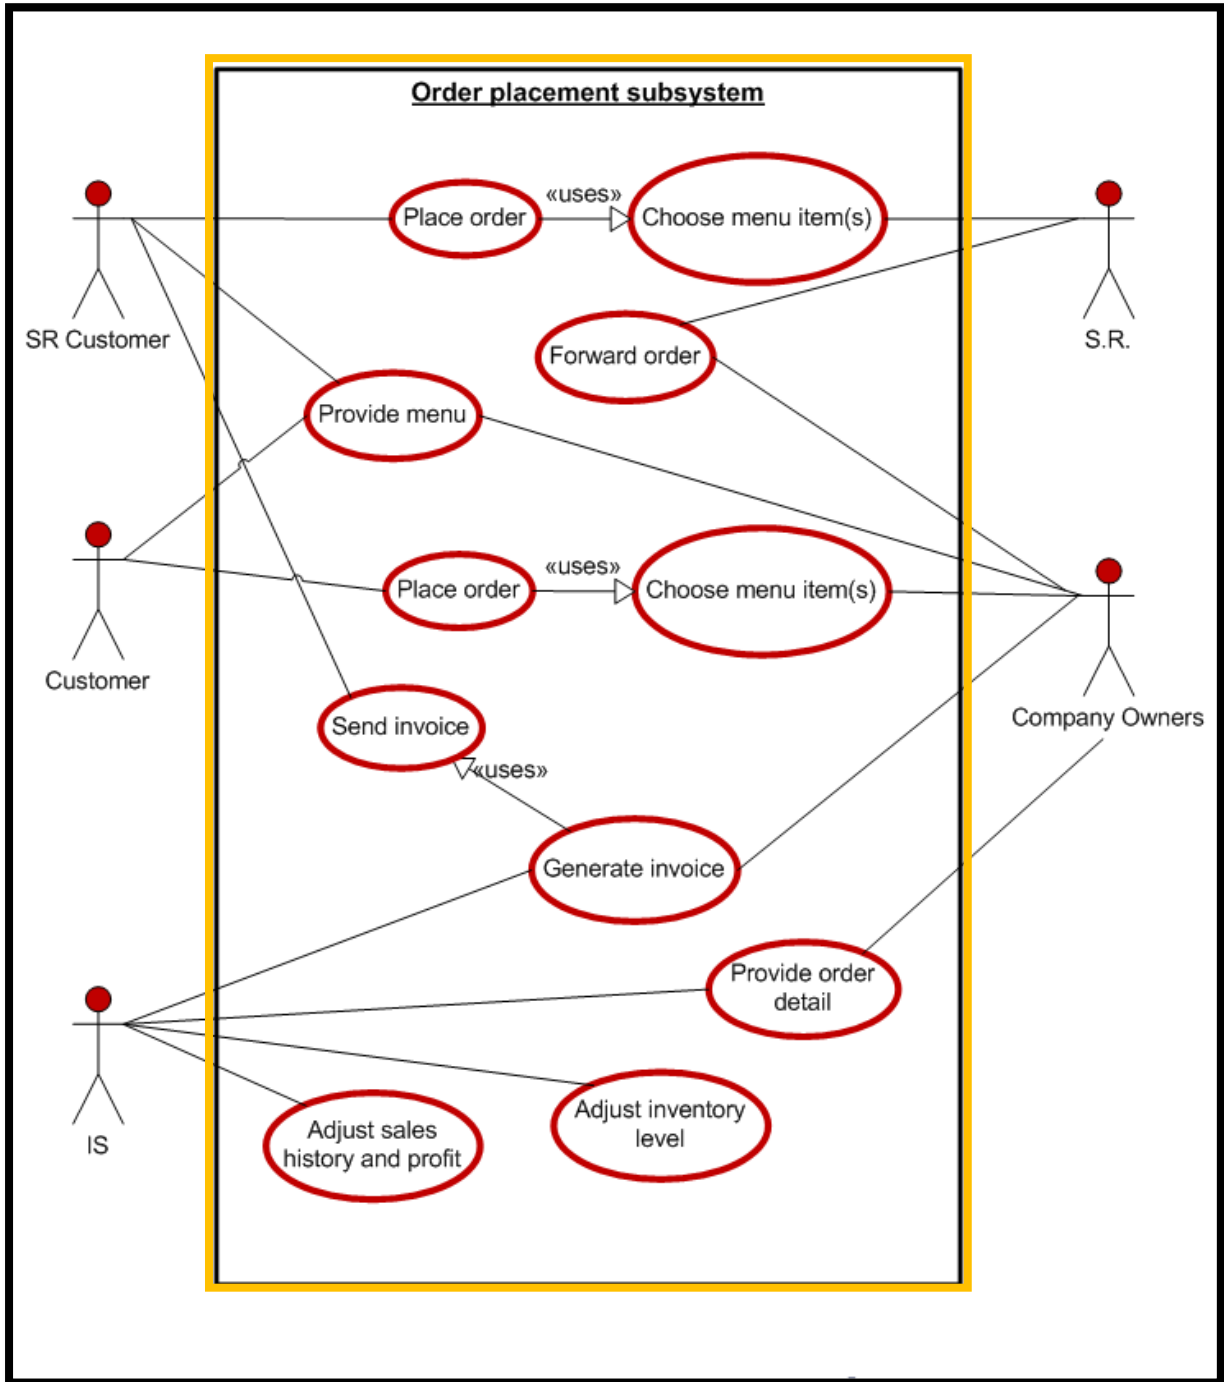 Order placement subsystem
«uses»
Place order
Choose menu item(s)
SR Customer
S.R.
Forward order
Provide menu
«uses»
Place order
Choose menu item(s)
Customer
Company Owners
Send invoice
«uses»
Generate invoice
Provide order
detail
Adjust inventory
level
Adjust sales
history and profit
IS